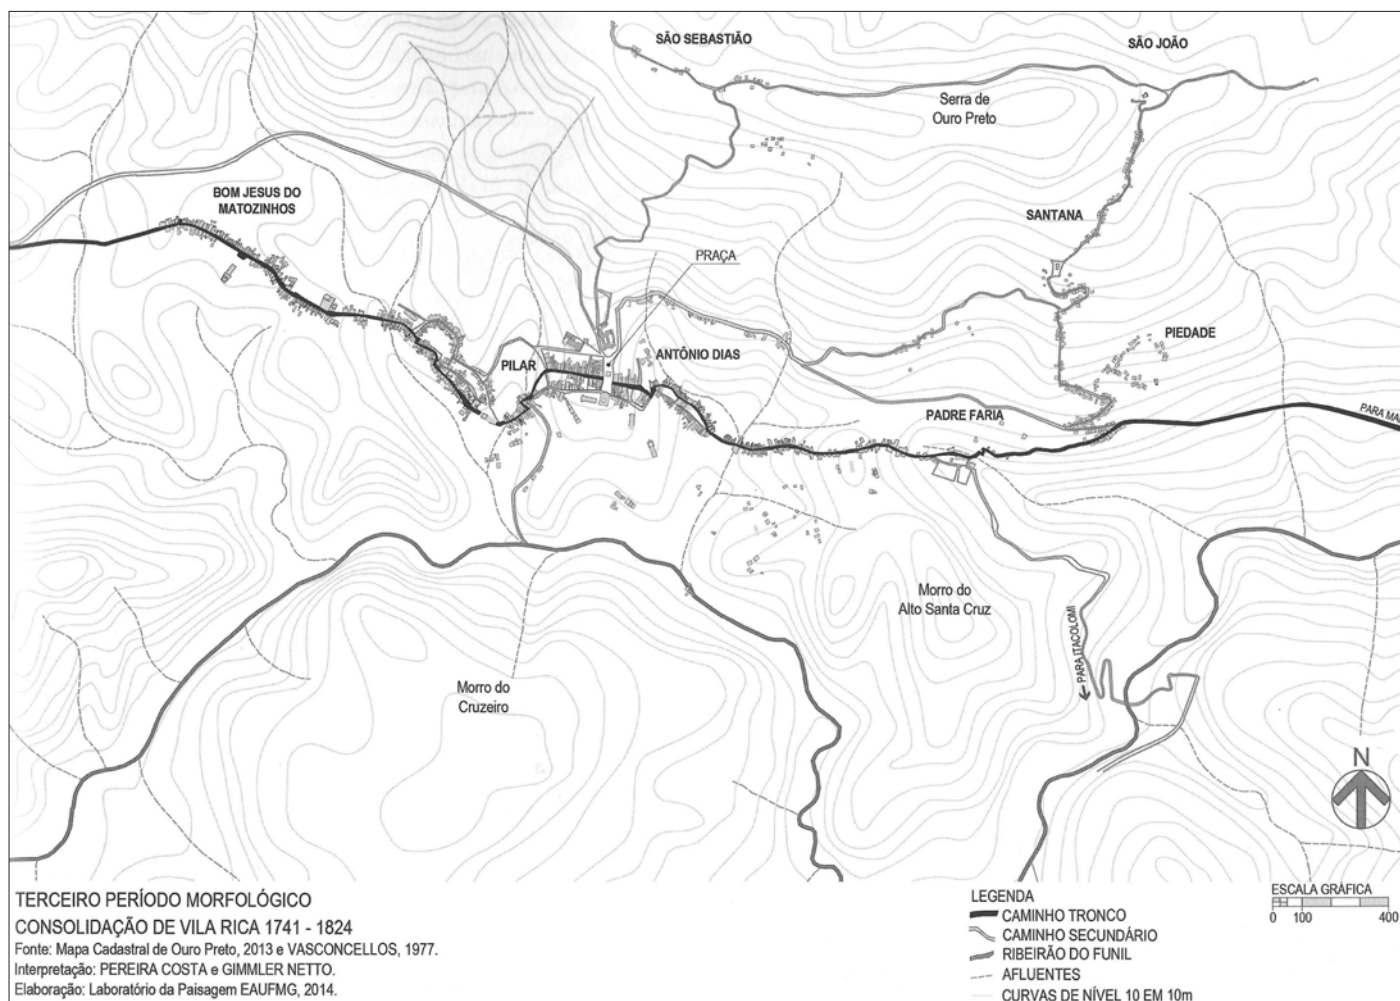 SÃO SEBASTIÃO
SÃO JOÃO
Serra de
Ouro Preto
BOM JESUS DO
MATOZINHOS
SANTANA
PRAÇA
PIEDADE
PILAR
ANTÔNIO DIAS
PADRE FARIA
PARA MA
Morro do
Alto Santa Cruz
PARA ITACOLOMI
Morro do
Cruzeiro
N
TERCEIRO PERÍODO MORFOLÓGICO
CONSOLIDAÇÃO DE VILA RICA 1741 - 1824
Fonte: Mapa Cadastral de Ouro Preto, 2013 e VASCONCELLOS, 1977.
Interpretação: PEREIRA COSTA e GIMMLER NETTO.
Elaboração: Laboratório da Paisagem EAUFMG, 2014.
LEGENDA
CAMINHO TRONCO
CAMINHO SECUNDÁRIO
RIBEIRÃO DO FUNIL
AFLUENTES
CURVAS DE NÍVEL 10 EM 10m
ESCALA GRÁFICA
0 100 400